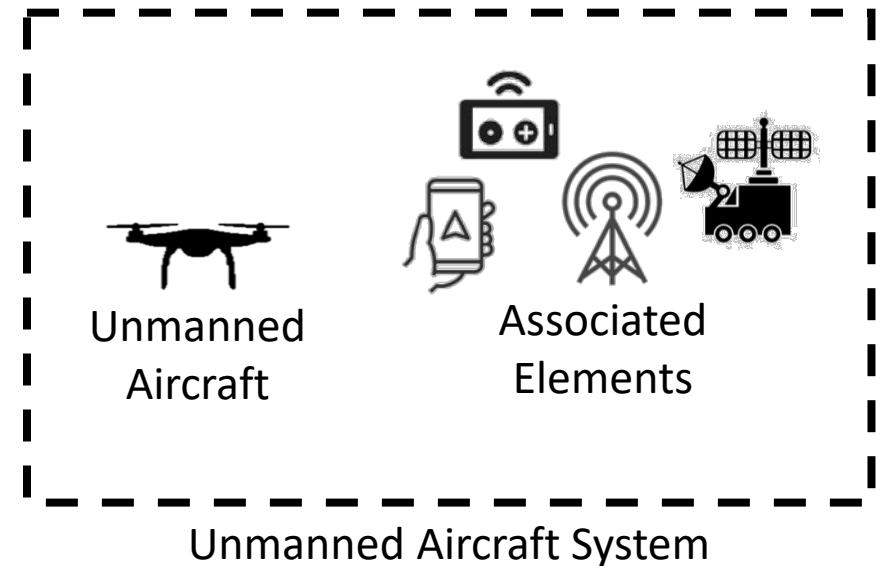 Unmanned
Aircraft
Associated
Elements
Unmanned Aircraft System